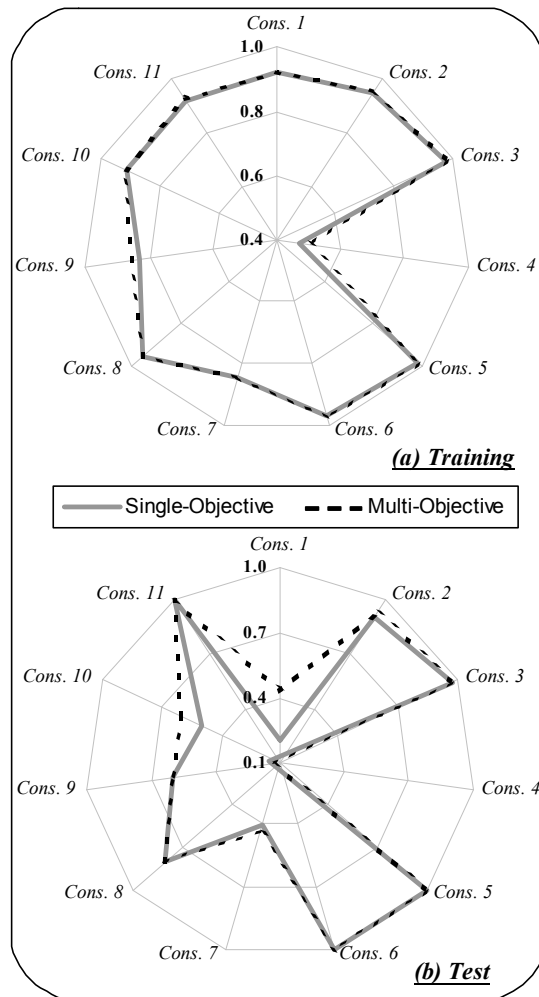 Cons. 1
1.0
Cons. 11
Cons. 2
0.8
Cons. 10
Cons. 3
0.6
0.4
Cons. 9
Cons. 4
Cons. 8
Cons. 5
Cons. 7
Cons. 6
(a) Training
Single-Objective
Multi-Objective
Cons. 1
1.0
Cons. 11
Cons. 2
0.7
Cons. 10
Cons. 3
0.4
0.1
Cons. 9
Cons. 4
Cons. 8
Cons. 5
Cons. 7
Cons. 6
(b) Test